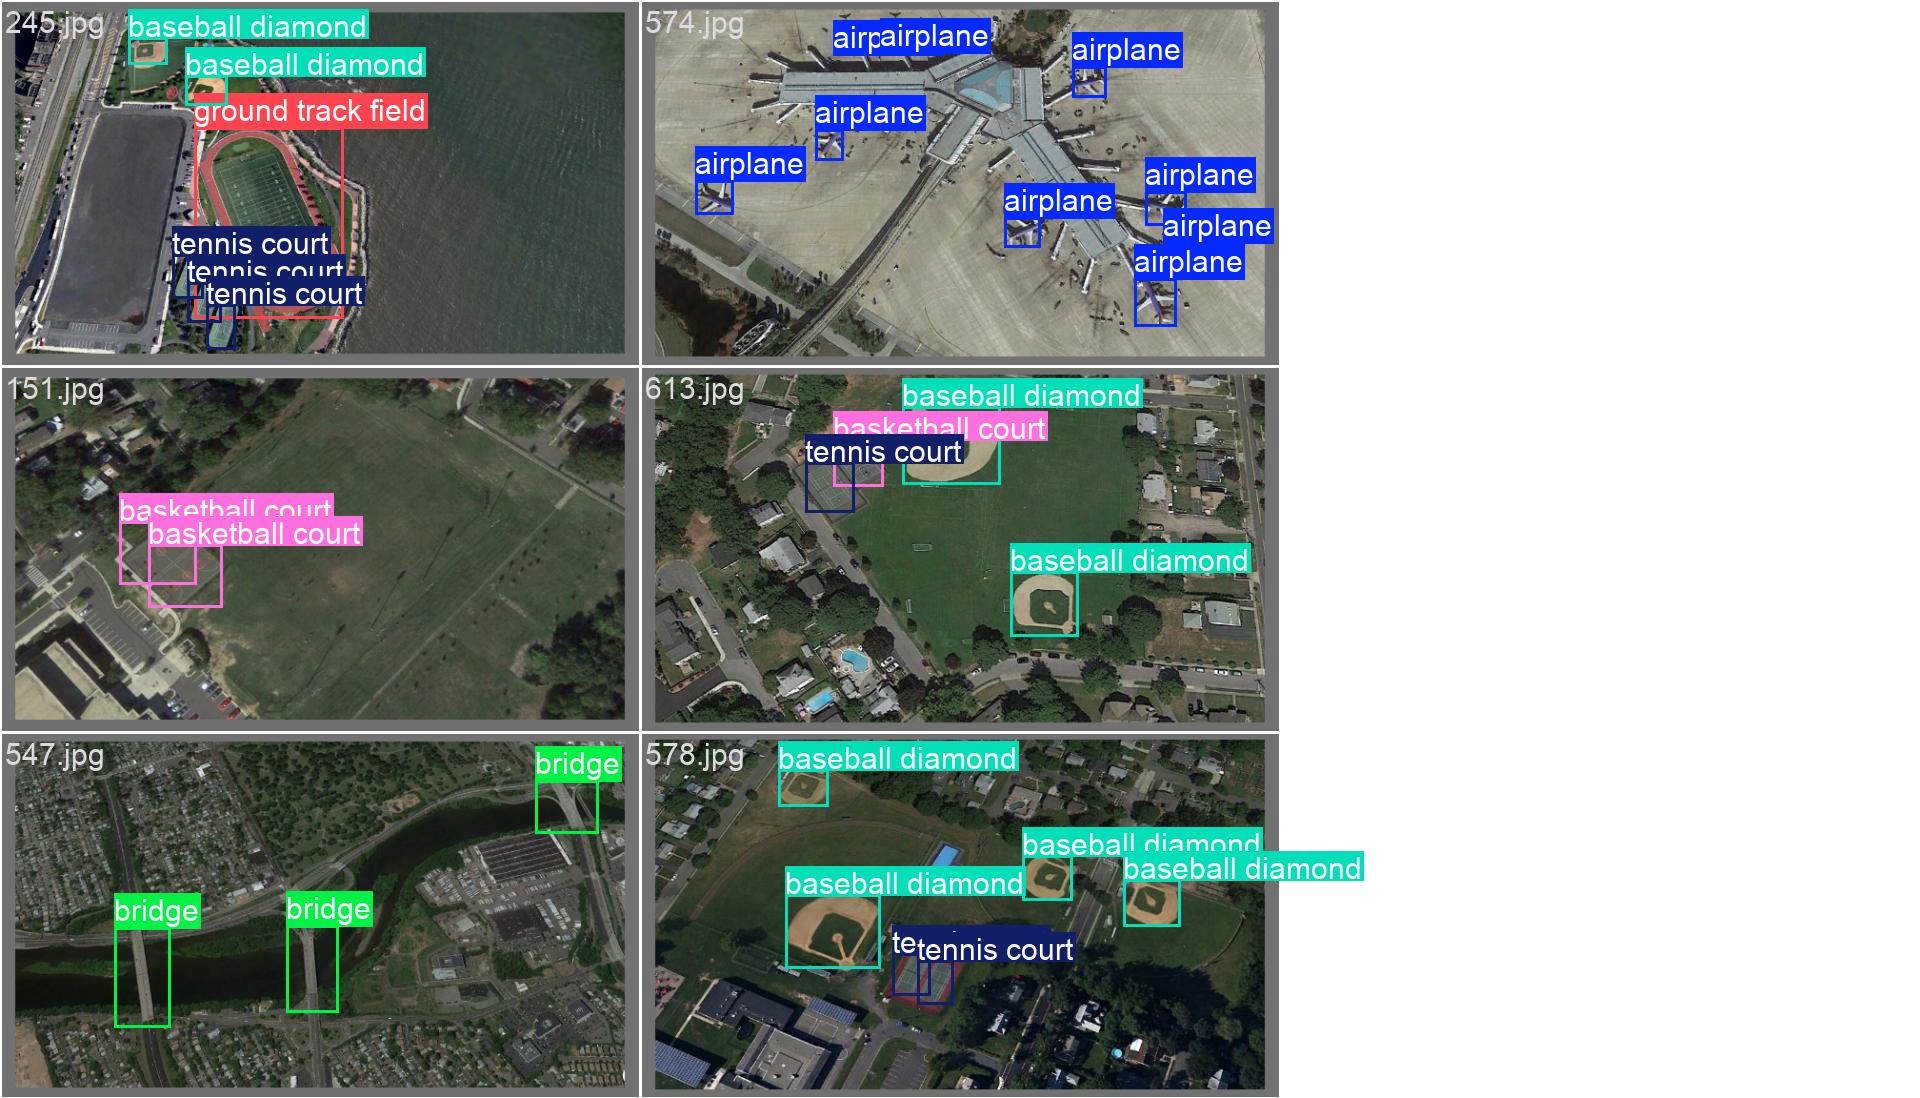 245.jpg
baseball diamond
baseball diamond
ground track field
tennis court
tennis court
tennis court
574.jpg
airplane
airplane
airplane
airplane
airplane
airplane
airplane
airplane
151.jpg
basketball court
basketball court
613.jpg
baseball diamond
basketball court
tennis court
baseball diamond
547.jpg
bridge
bridge
bridge
578.jpg
baseball diamond
baseball diamond
baseball diamond
baseball diamond
tennis court